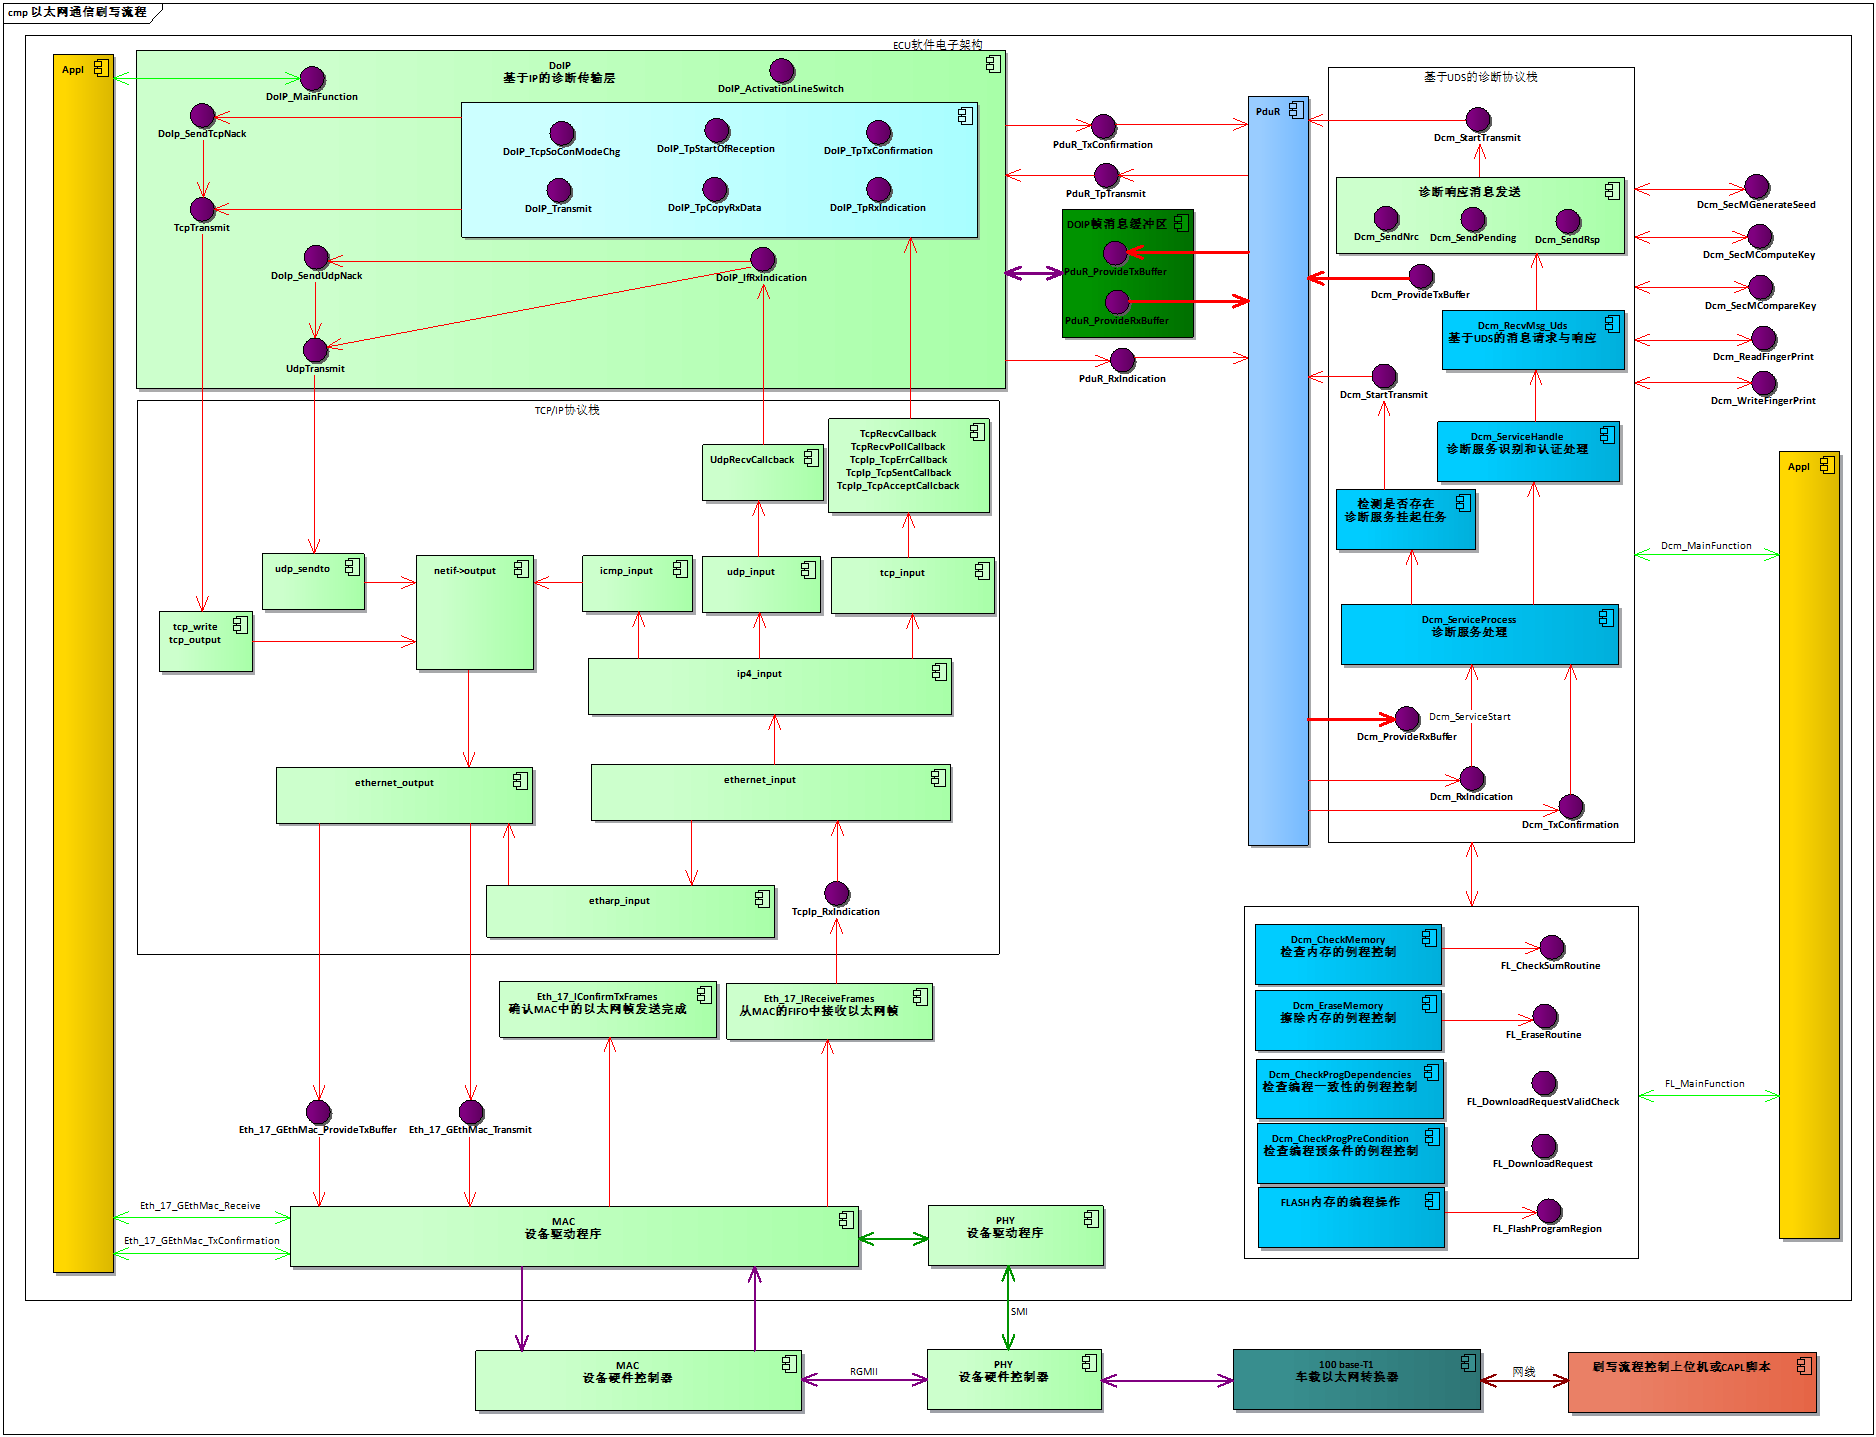 cmp 以太网通信刷写流程
ECU软件电子架构
Appl
DoIP
基于IP的诊断传输层
DoIP_MainFunction
DoIP_ActivationLineSwitch
DoIp_SendTcpNack
DoIP_TcpSoConModeChg
DoIP_TpStartOfReception
DoIP_TpTxConfirmation
DoIP_Transmit
DoIP_TpCopyRxData
DoIP_TpRxIndication
TcpTransmit
DoIp_SendUdpNack
DoIP_IfRxIndication
UdpTransmit
PduR_TxConfirmation
PduR_TpTransmit
DOIP帧消息缓冲区
PduR_ProvideTxBuffer
PduR_ProvideRxBuffer
PduR_RxIndication
PduR
基于UDS的诊断协议栈
Dcm_StartTransmit
诊断响应消息发送
Dcm_SendNrc
Dcm_SendPending
Dcm_SendRsp
Dcm_ProvideTxBuffer
Dcm_RecvMsg_Uds
基于UDS的消息请求与响应
Dcm_StartTransmit
Dcm_ServiceHandle
诊断服务识别和认证处理
检测是否存在
诊断服务挂起任务
Dcm_ServiceProcess
诊断服务处理
Dcm_ServiceStart
Dcm_ProvideRxBuffer
Dcm_RxIndication
Dcm_TxConfirmation
Dcm_SecMGenerateSeed
Dcm_SecMComputeKey
Dcm_SecMCompareKey
Dcm_ReadFingerPrint
Dcm_WriteFingerPrint
Appl
Dcm_MainFunction
TCP/IP协议栈
UdpRecvCallcback
TcpRecvCallback
TcpRecvPollCallback
TcpIp_TcpErrCallback
TcpIp_TcpSentCallback
TcpIp_TcpAcceptCallcback
udp_sendto
netif->output
icmp_input
udp_input
tcp_input
tcp_write
tcp_output
ip4_input
ethernet_output
ethernet_input
etharp_input
TcpIp_RxIndication
Eth_17_IConfirmTxFrames
确认MAC中的以太网帧发送完成
Eth_17_IReceiveFrames
从MAC的FIFO中接收以太网帧
Eth_17_GEthMac_ProvideTxBuffer
Eth_17_GEthMac_Transmit
Eth_17_GEthMac_Receive
Eth_17_GEthMac_TxConfirmation
MAC
设备驱动程序
PHY
设备驱动程序
Dcm_CheckMemory
检查内存的例程控制
FL_CheckSumRoutine
Dcm_EraseMemory
擦除内存的例程控制
FL_EraseRoutine
Dcm_CheckProgDependencies
检查编程一致性的例程控制
FL_DownloadRequestValidCheck
Dcm_CheckProgPreCondition
检查编程预条件的例程控制
FL_DownloadRequest
FLASH内存的编程操作
FL_FlashProgramRegion
FL_MainFunction
SMI
MAC
设备硬件控制器
RGMII
PHY
设备硬件控制器
100 base-T1
车载以太网转换器
网线
刷写流程控制上位机或CAPL脚本